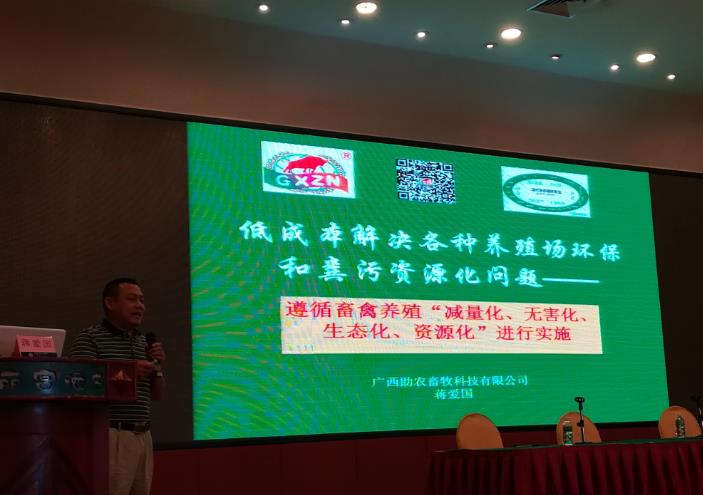 GXZN
®
低成本解决各种养殖场环保
和粪污资源化问题——
遵循畜禽养殖“减量化、无害化、
生态化、资源化”进行实施
广西助农畜牧科技有限公司
蒋爱国
蒋爱国